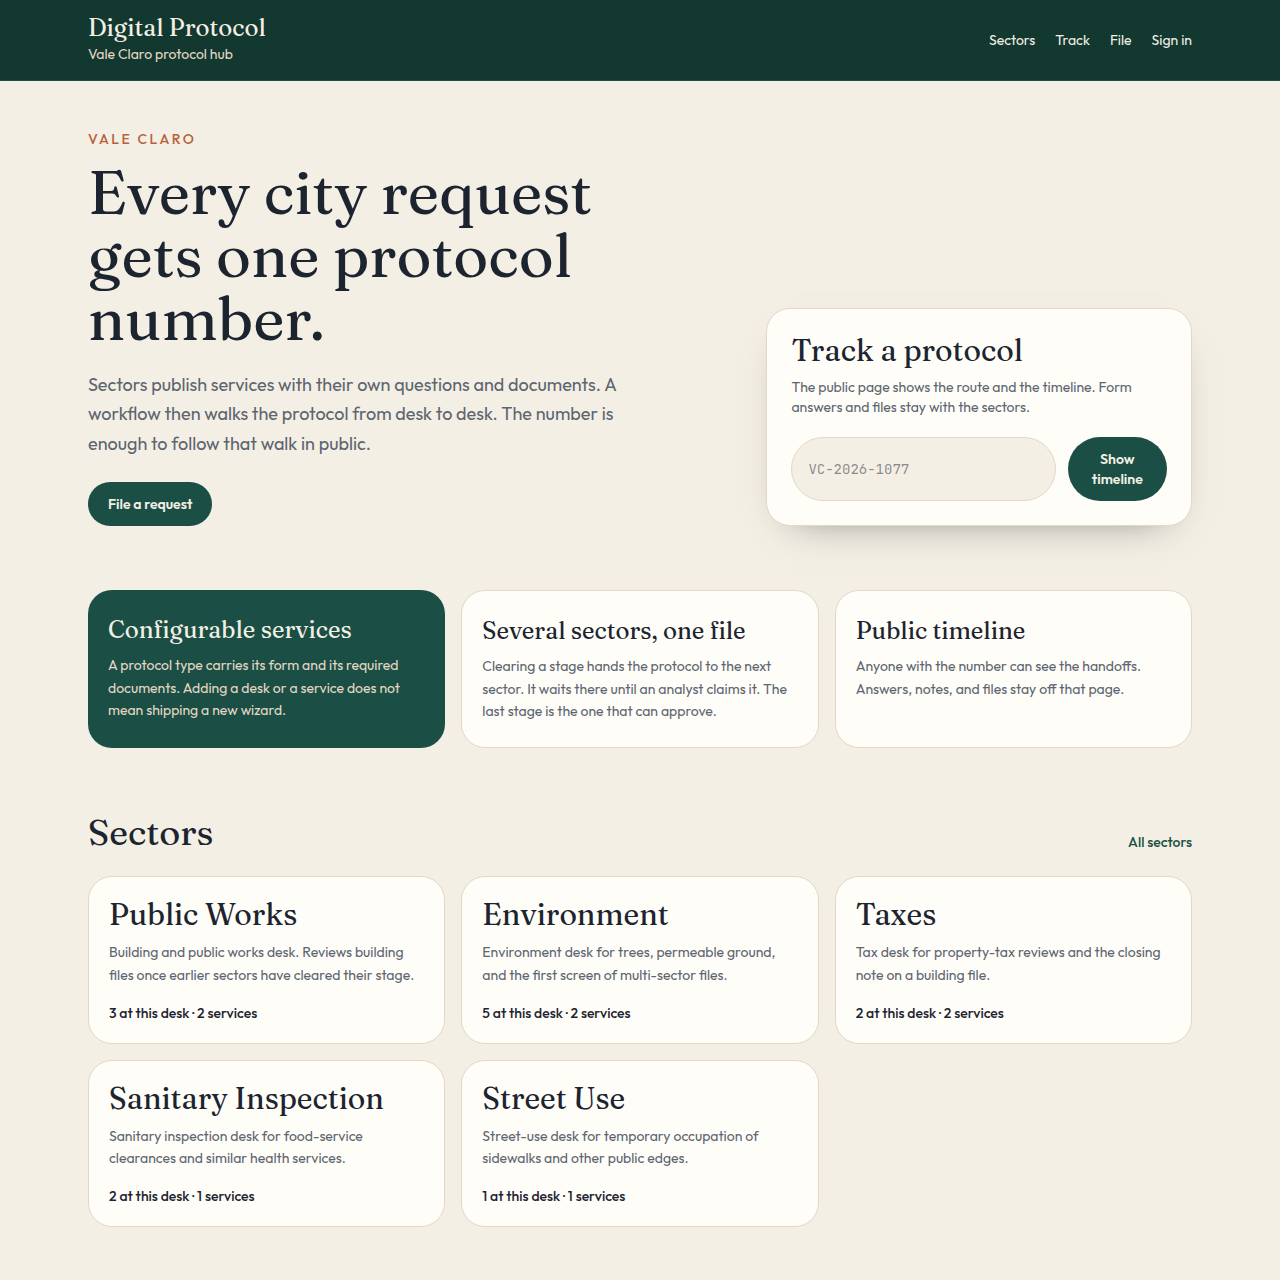 Digital Protocol
Vale Claro protocol hub
Sectors
Track
File
Sign in
VALE CLARO
Every city request
gets one protocol
number.
Sectors publish services with their own questions and documents. A
workflow then walks the protocol from desk to desk. The number is
enough to follow that walk in public.
File a request
Track a protocol
The public page shows the route and the timeline. Form
answers and files stay with the sectors.
VC-2026-1077
Show
timeline
Configurable services
A protocol type carries its form and its required
documents. Adding a desk or a service does not
mean shipping a new wizard.
Several sectors, one file
Clearing a stage hands the protocol to the next
sector. It waits there until an analyst claims it. The
last stage is the one that can approve.
Public timeline
Anyone with the number can see the handoffs.
Answers, notes, and files stay off that page.
Sectors
All sectors
Public Works
Building and public works desk. Reviews building
files once earlier sectors have cleared their stage.
3 at this desk · 2 services
Environment
Environment desk for trees, permeable ground,
and the first screen of multi-sector files.
5 at this desk · 2 services
Taxes
Tax desk for property-tax reviews and the closing
note on a building file.
2 at this desk · 2 services
Sanitary Inspection
Sanitary inspection desk for food-service
clearances and similar health services.
2 at this desk · 1 services
Street Use
Street-use desk for temporary occupation of
sidewalks and other public edges.
1 at this desk · 1 services